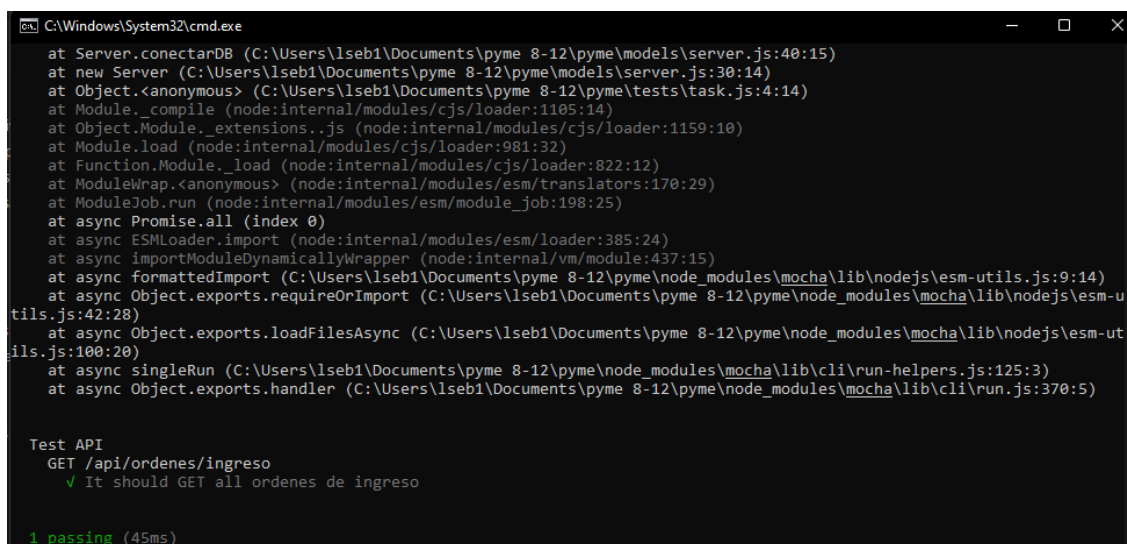 C:\Windows\System32\cmd.exe
at Server.conectarDB (C:\Users\lseb1\Documents\pyme 8-12\pyme\models\server.js:40:15)
at new Server (C:\Users\lseb1\Documents\pyme 8-12\pyme\models\server.js:30:14)
at Object.<anonymous> (C:\Users\lseb1\Documents\pyme 8-12\pyme\tests\task.js:4:14)
at Module._compile (node:internal/modules/cjs/loader:1105:14)
at Object.Module._extensions..js (node:internal/modules/cjs/loader:1159:10)
at Module.load (node:internal/modules/cjs/loader:981:32)
at Function.Module._load (node:internal/modules/cjs/loader:822:12)
at ModuleWrap.<anonymous> (node:internal/modules/esm/translators:170:29)
at ModuleJob.run (node:internal/modules/esm/module_job:198:25)
at async Promise.all (index 0)
at async ESMLoader.import (node:internal/modules/esm/loader:385:24)
at async importModuleDynamicallyWrapper (node:internal/vm/module:437:15)
at async formattedImport (C:\Users\lseb1\Documents\pyme 8-12\pyme\node_modules\mocha\lib\nodejs\esm-utils.js:9:14)
at async Object.exports.requireOrImport (C:\Users\lseb1\Documents\pyme 8-12\pyme\node_modules\mocha\lib\nodejs\esm-u
tils.js:42:28)
at async Object.exports.loadFilesAsync (C:\Users\lseb1\Documents\pyme 8-12\pyme\node_modules\mocha\lib\nodejs\esm-ut
ils.js:100:20)
at async singleRun (C:\Users\lseb1\Documents\pyme 8-12\pyme\node_modules\mocha\lib\cli\run-helpers.js:125:3)
at async Object.exports.handler (C:\Users\lseb1\Documents\pyme 8-12\pyme\node_modules\mocha\lib\cli\run.js:370:5)
Test API
GET /api/ordenes/ingreso
√ It should GET all ordenes de ingreso
1 passing (45ms)